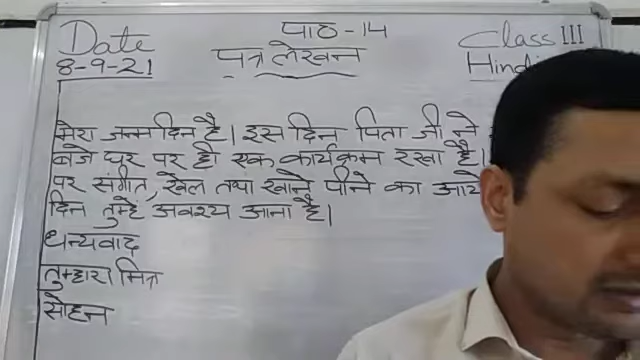 Date
8-9-21
पाठ-14
पत्र लेखन
Class III
Hindi
मेरा जन्मदिन है। इस दिन पिता जी ने
बजे घर पर ही एक कार्यक्रम रखा है।
पर संगीत, खेल तथा खाने पीने का
दिन तुम्हें अवश्य आना है।
धन्यवाद
तुम्हारा मित्र
सोहन